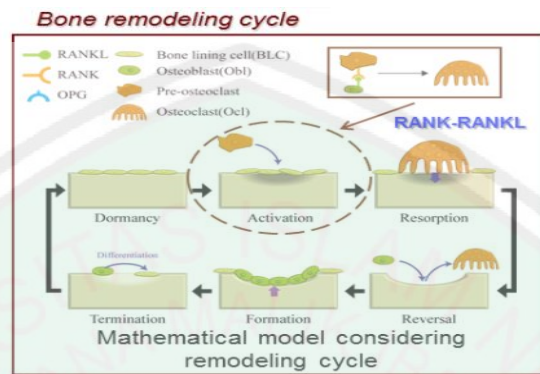 Bone remodeling cycle
RANKL
RANK
OPG
Bone lining cell(BLC)
Osteoblast(Obl)
Pre-osteoclast
Osteoclast(Ocl)
RANK-RANKL
Dormancy
Activation
Resorption
Differentiation
Termination
Formation
Reversal
Mathematical model considering
remodeling cycle